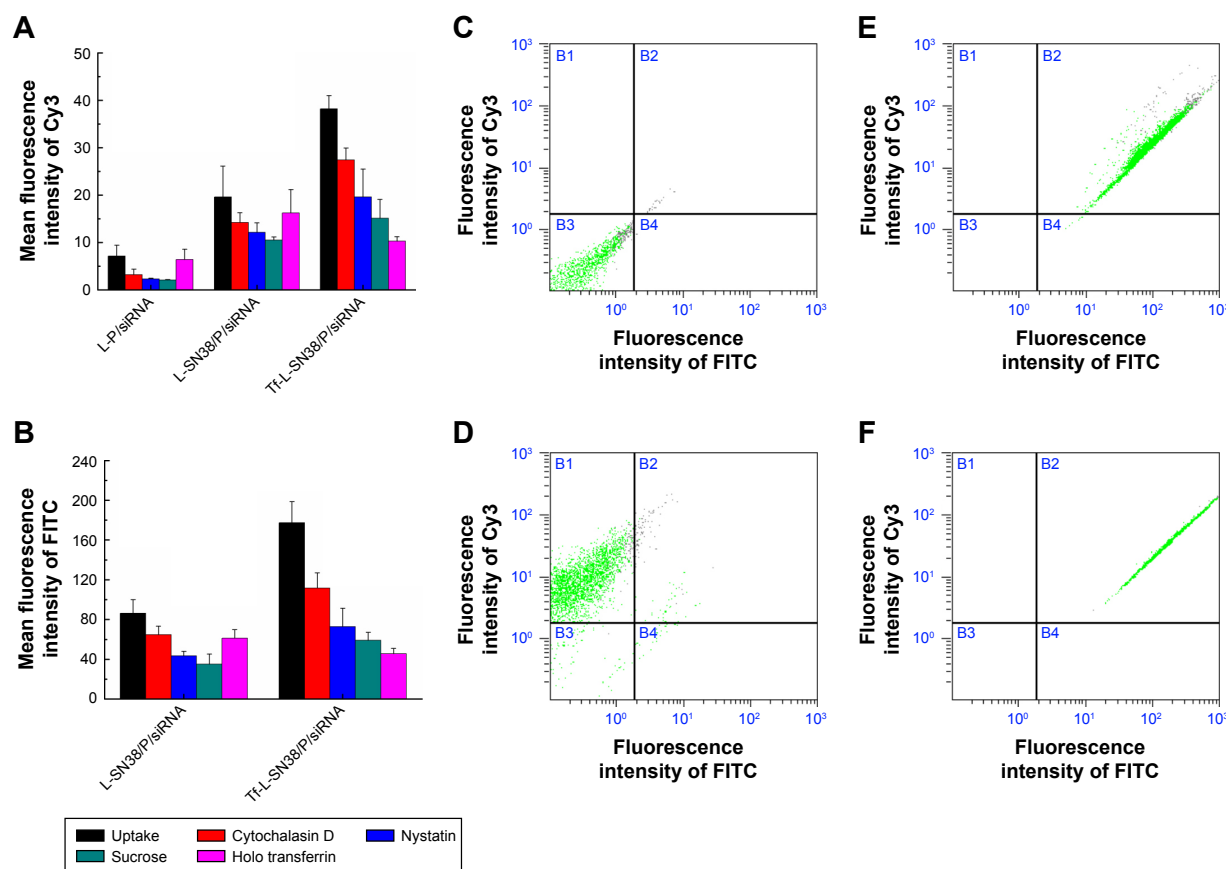 A
Mean fluorescence
intensity of Cy3
50
40
30
20
10
0
L-P/siRNA
L-SN38/P/siRNA
Tf-L-SN38/P/siRNA
B
Mean fluorescence
intensity of FITC
240
200
160
120
80
40
0
L-SN38/P/siRNA
Tf-L-SN38/P/siRNA
Uptake
Cytochalasin D
Nystatin
Sucrose
Holo transferrin
C
Fluorescence
intensity of Cy3
10³
10²
10¹
10⁰
B1
B2
B3
B4
10⁰ 10¹ 10² 10³
Fluorescence
intensity of FITC
D
Fluorescence
intensity of Cy3
10³
10²
10¹
10⁰
B1
B2
B3
B4
10⁰ 10¹ 10² 10³
Fluorescence
intensity of FITC
E
Fluorescence
intensity of Cy3
10³
10²
10¹
10⁰
B1
B2
B3
B4
10⁰ 10¹ 10² 10³
Fluorescence
intensity of FITC
F
Fluorescence
intensity of Cy3
10³
10²
10¹
10⁰
B1
B2
B3
B4
10⁰ 10¹ 10² 10³
Fluorescence
intensity of FITC